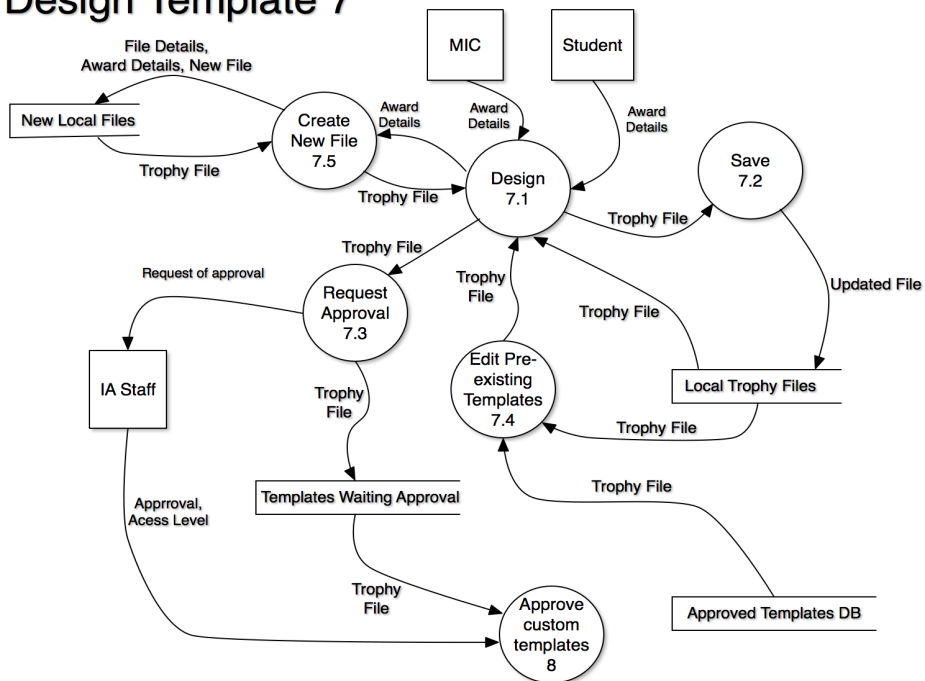 Design Template 7
File Details,
Award Details, New File
MIC
Student
New Local Files
Create
New File
7.5
Award
Details
Award
Details
Award
Details
Design
7.1
Save
7.2
Trophy File
Trophy File
Trophy File
Trophy File
Request of approval
Request
Approval
7.3
Trophy
File
Trophy File
Updated File
IA Staff
Edit Pre-
existing
Templates
7.4
Local Trophy Files
Trophy
File
Trophy File
Trophy File
Templates Waiting Approval
Apprroval,
Acess Level
Trophy
File
Approve
custom
templates
8
Approved Templates DB